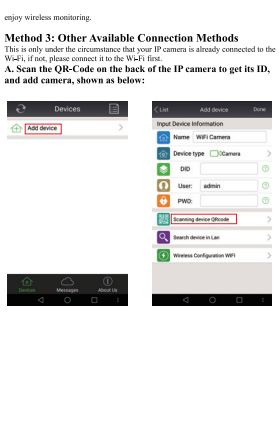 enjoy wireless monitoring.
Method 3: Other Available Connection Methods
This is only under the circumstance that your IP camera is already connected to the
Wi-Fi, if not, please connect it to the Wi-Fi first
A. Scan the QR-Code on the back of the IP camera to get its ID,
and add camera, shown as below:
Devices
Add device
Devices Messages About Us
List Add device Done
Input Device Information
Name WiFi Camera
Device type Camera
DID
User: admin
PWD:
Scanning device QRcode
Search device in Lan
Wireless Configuration WIFI